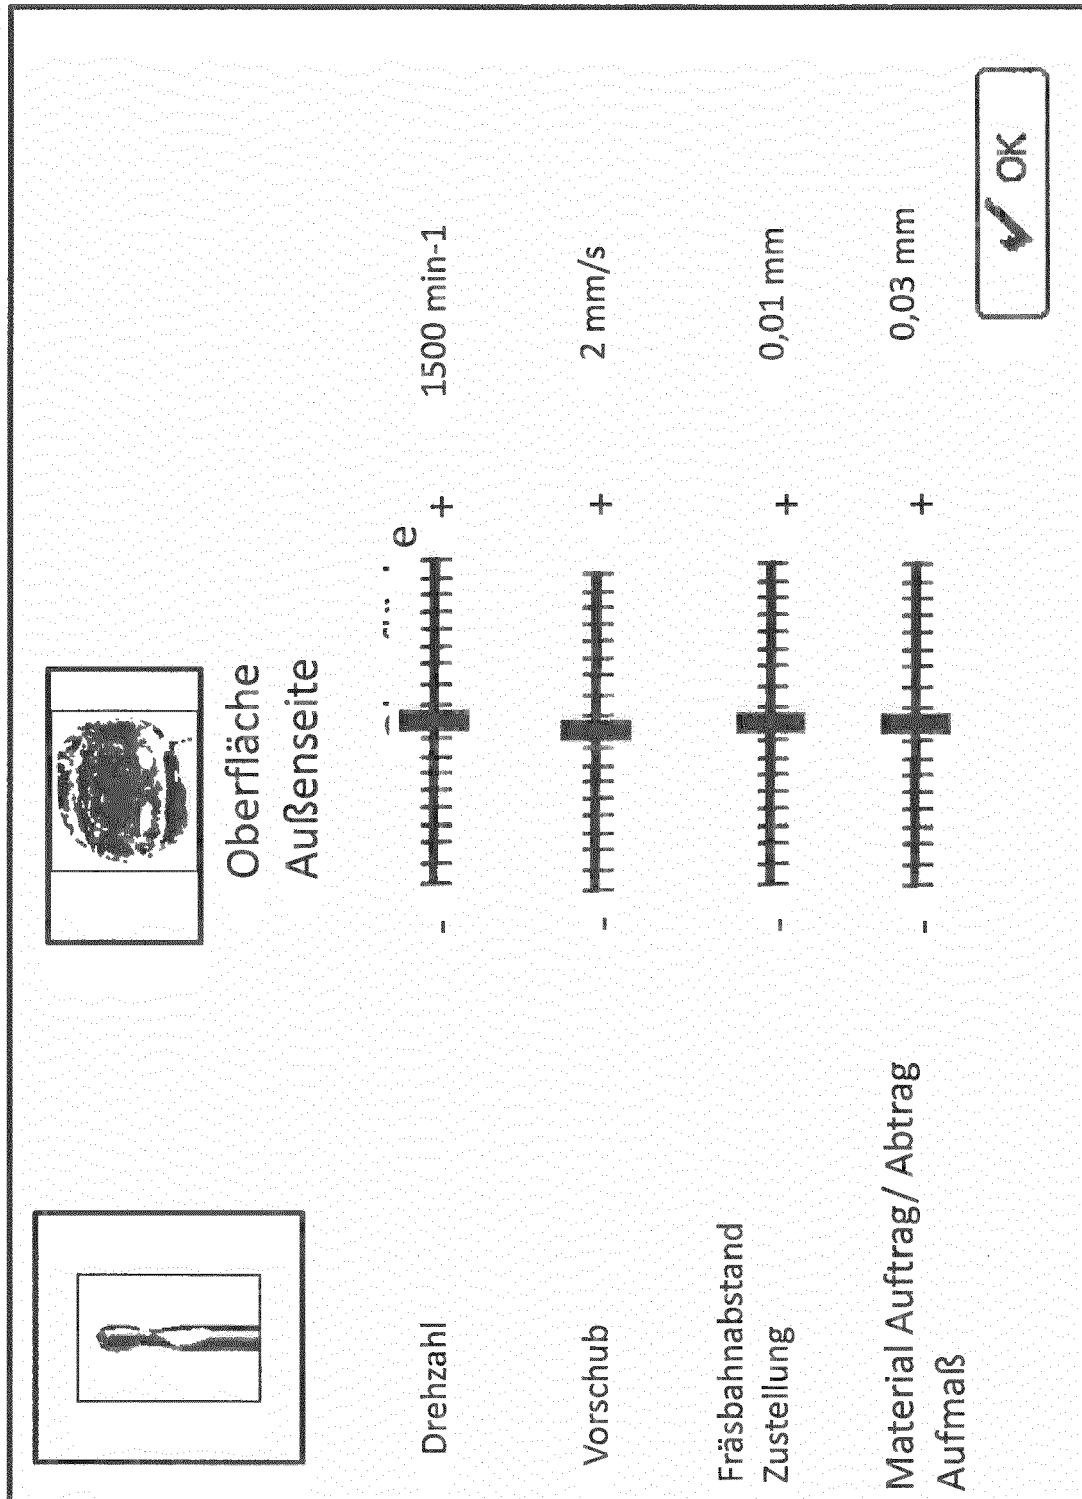 Oberfläche
Außenseite
e
Drehzahl - + 1500 min-1
Vorschub - + 2 mm/s
Fräsbahnabstand
Zustellung - + 0,01 mm
Material Auftrag/ Abtrag
Aufmaß - + 0,03 mm
OK